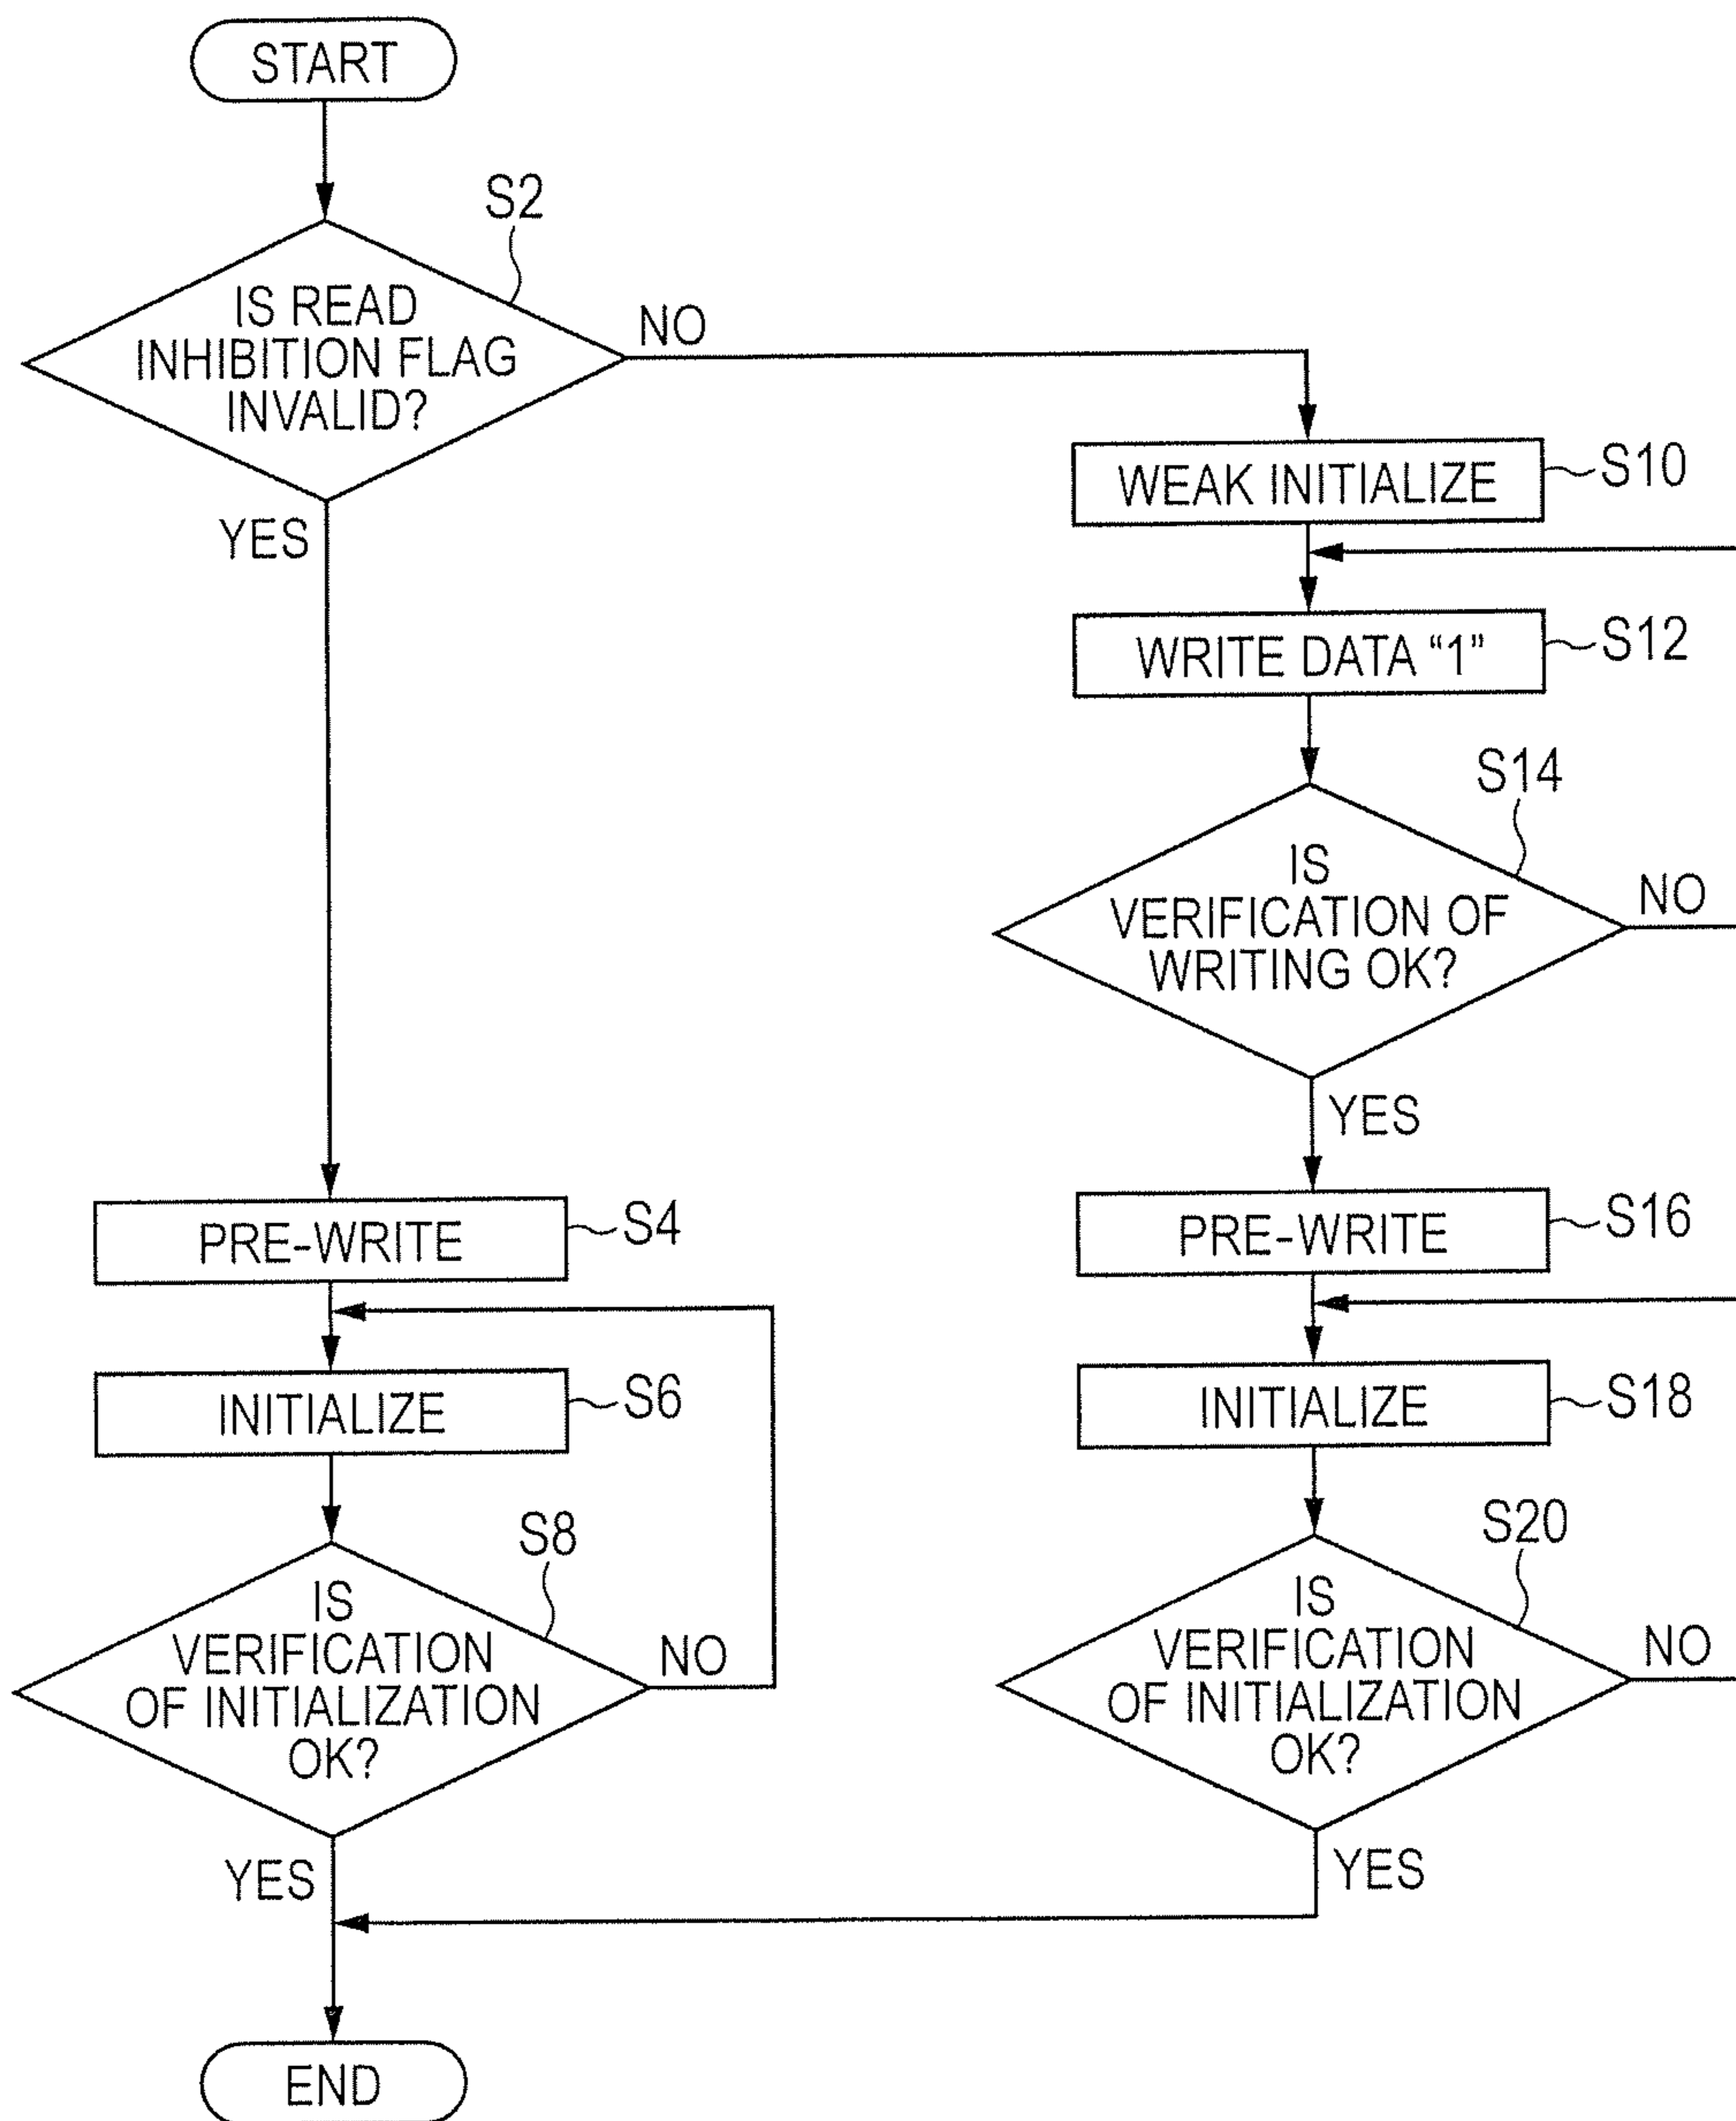 START
S2
IS READ
INHIBITION FLAG
INVALID?
NO
YES
WEAK INITIALIZE
S10
WRITE DATA “1”
S12
S14
IS
VERIFICATION OF
WRITING OK?
NO
YES
PRE-WRITE
S4
PRE-WRITE
S16
INITIALIZE
S6
INITIALIZE
S18
S8
IS
VERIFICATION
OF INITIALIZATION
OK?
NO
YES
S20
IS
VERIFICATION
OF INITIALIZATION
OK?
NO
YES
END